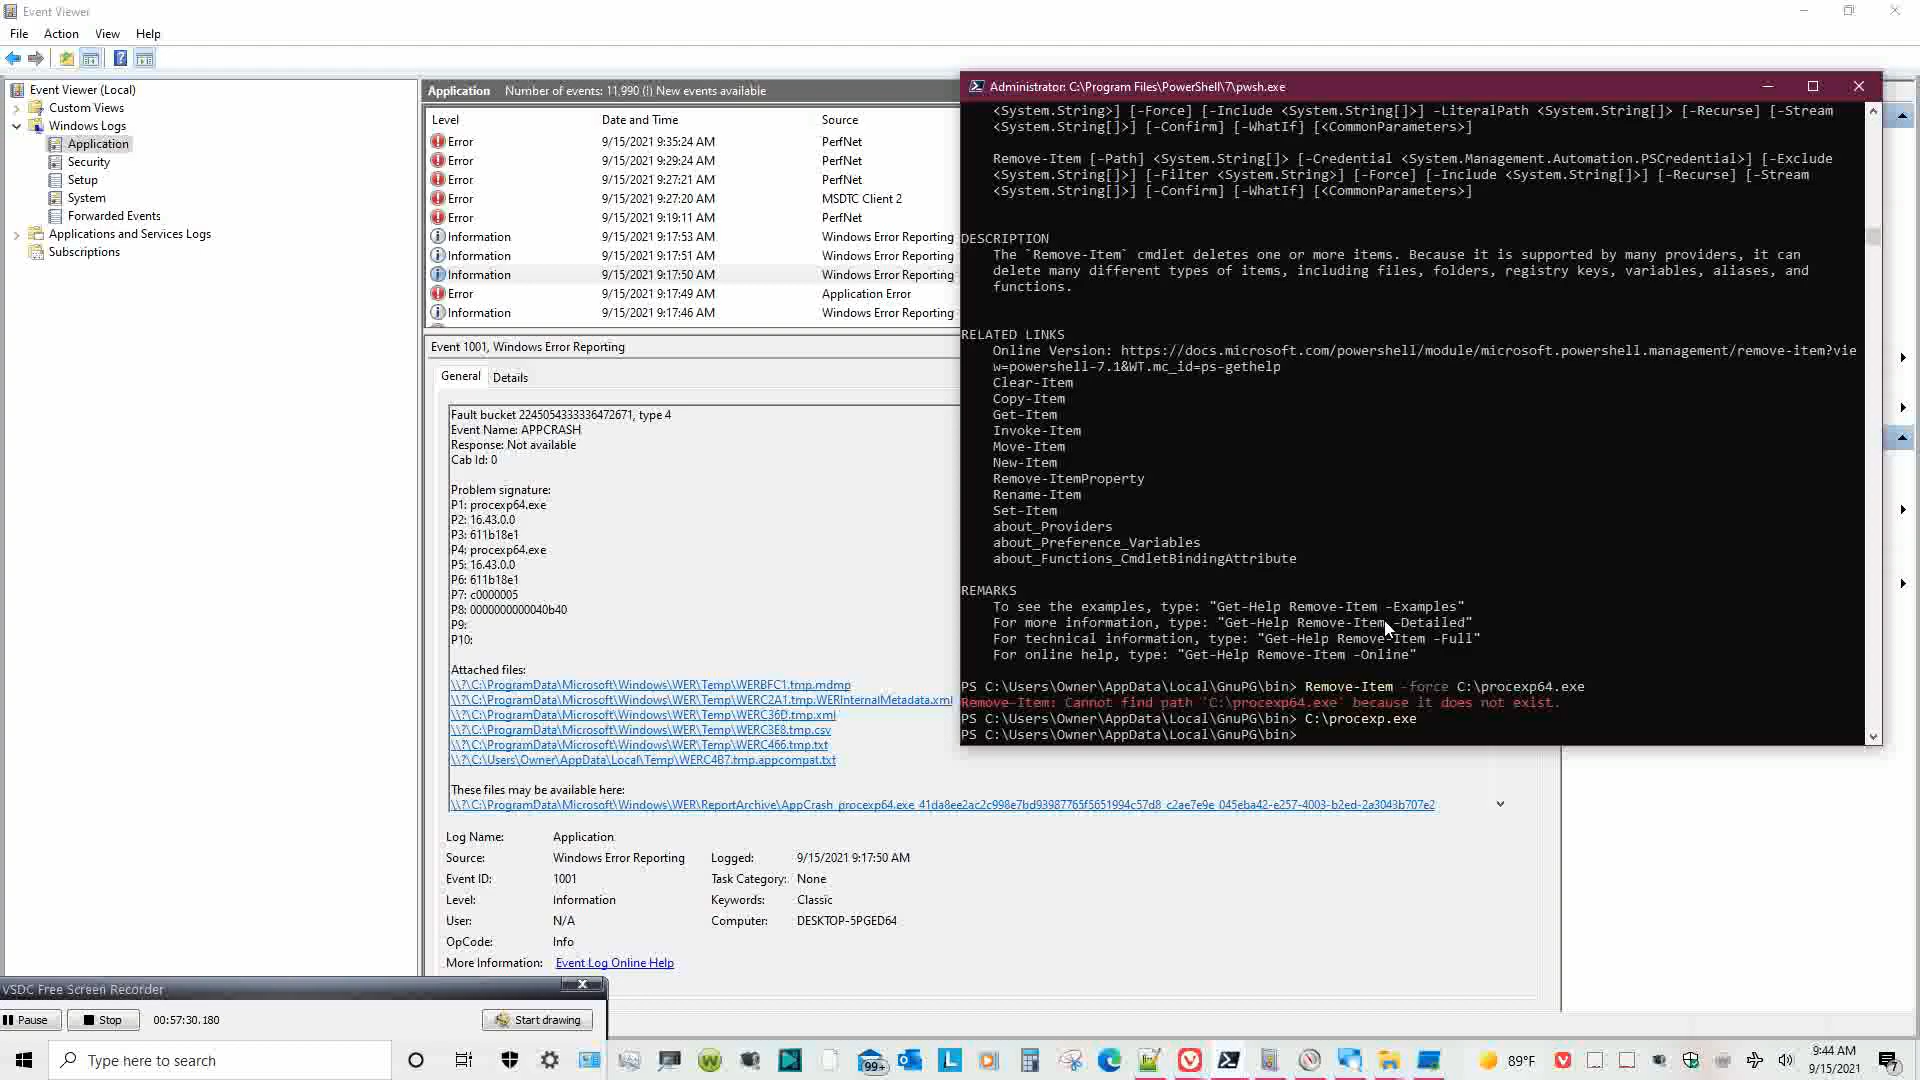 Event Viewer
File Action View Help
Event Viewer (Local)
Custom Views
Windows Logs
Application
Security
Setup
System
Forwarded Events
Applications and Services Logs
Subscriptions
Application Number of events: 11,990 (!) New events available
Level Date and Time Source
Error 9/15/2021 9:35:24 AM PerfNet
Error 9/15/2021 9:29:24 AM PerfNet
Error 9/15/2021 9:27:21 AM PerfNet
Error 9/15/2021 9:27:20 AM MSDTC Client 2
Error 9/15/2021 9:19:11 AM PerfNet
Information 9/15/2021 9:17:53 AM Windows Error Reporting
Information 9/15/2021 9:17:51 AM Windows Error Reporting
Information 9/15/2021 9:17:50 AM Windows Error Reporting
Error 9/15/2021 9:17:49 AM Application Error
Information 9/15/2021 9:17:46 AM Windows Error Reporting
Event 1001, Windows Error Reporting
General Details
Fault bucket 2245054333336472671, type 4
Event Name: APPCRASH
Response: Not available
Cab Id: 0
Problem signature:
P1: procexp64.exe
P2: 16.43.0.0
P3: 611b18e1
P4: procexp64.exe
P5: 16.43.0.0
P6: 611b18e1
P7: c0000005
P8: 0000000000040b40
P9:
P10:
Attached files:
\\?\C:\ProgramData\Microsoft\Windows\WER\Temp\WERBFC1.tmp.mdmp
\\?\C:\ProgramData\Microsoft\Windows\WER\Temp\WERC2A1.tmp.WERInternalMetadata.xml
\\?\C:\ProgramData\Microsoft\Windows\WER\Temp\WERC36D.tmp.xml
\\?\C:\ProgramData\Microsoft\Windows\WER\Temp\WERC3E8.tmp.csv
\\?\C:\ProgramData\Microsoft\Windows\WER\Temp\WERC466.tmp.txt
\\?\C:\Users\Owner\AppData\Local\Temp\WERC4B7.tmp.appcompat.txt
These files may be available here:
\\?\C:\ProgramData\Microsoft\Windows\WER\ReportArchive\AppCrash_procexp64.exe_41da8ee2ac2c998e7bd93987765f5651994c57d8_c2ae7e9e_045eba42-e257-4003-b2ed-2a3043b707e2
Log Name: Application
Source: Windows Error Reporting Logged: 9/15/2021 9:17:50 AM
Event ID: 1001 Task Category: None
Level: Information Keywords: Classic
User: N/A Computer: DESKTOP-5PGED64
OpCode: Info
More Information: Event Log Online Help
Administrator: C:\Program Files\PowerShell\7\pwsh.exe
<System.String>] [-Force] [-Include <System.String[]>] -LiteralPath <System.String[]> [-Recurse] [-Stream
<System.String[]>] [-Confirm] [-WhatIf] [<CommonParameters>]
Remove-Item [-Path] <System.String[]> [-Credential <System.Management.Automation.PSCredential>] [-Exclude
<System.String[]>] [-Filter <System.String>] [-Force] [-Include <System.String[]>] [-Recurse] [-Stream
<System.String[]>] [-Confirm] [-WhatIf] [<CommonParameters>]
DESCRIPTION
The `Remove-Item` cmdlet deletes one or more items. Because it is supported by many providers, it can
delete many different types of items, including files, folders, registry keys, variables, aliases, and
functions.
RELATED LINKS
Online Version: https://docs.microsoft.com/powershell/module/microsoft.powershell.management/remove-item?vie
w=powershell-7.1&WT.mc_id=ps-gethelp
Clear-Item
Copy-Item
Get-Item
Invoke-Item
Move-Item
New-Item
Remove-ItemProperty
Rename-Item
Set-Item
about_Providers
about_Preference_Variables
about_Functions_CmdletBindingAttribute
REMARKS
To see the examples, type: "Get-Help Remove-Item -Examples"
For more information, type: "Get-Help Remove-Item -Detailed"
For technical information, type: "Get-Help Remove-Item -Full"
For online help, type: "Get-Help Remove-Item -Online"
PS C:\Users\Owner\AppData\Local\GnuPG\bin> Remove-Item -force C:\procexp64.exe
Remove-Item: Cannot find path 'C:\procexp64.exe' because it does not exist.
PS C:\Users\Owner\AppData\Local\GnuPG\bin> C:\procexp.exe
PS C:\Users\Owner\AppData\Local\GnuPG\bin>
VSDC Free Screen Recorder
Pause Stop 00:57:30.180 Start drawing
Type here to search
99+
89°F
9:44 AM
9/15/2021
7